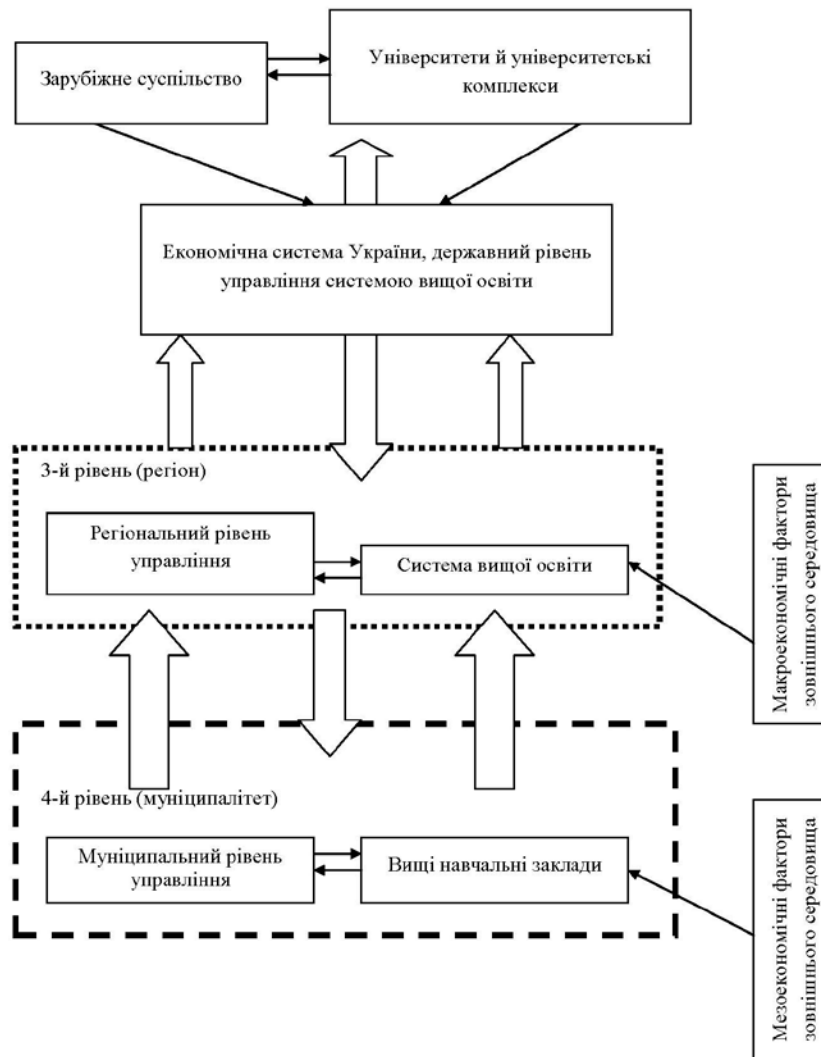 Зарубіжне суспільство
Університети й університетські
комплекси
Економічна система України, державний рівень
управління системою вищої освіти
3-й рівень (регіон)
Регіональний рівень
управління
Система вищої освіти
Макроекономічні фактори
зовнішнього середовища
4-й рівень (муніципалітет)
Муніципальний рівень
управління
Вищі навчальні заклади
Мезоекономічні фактори
зовнішнього середовища